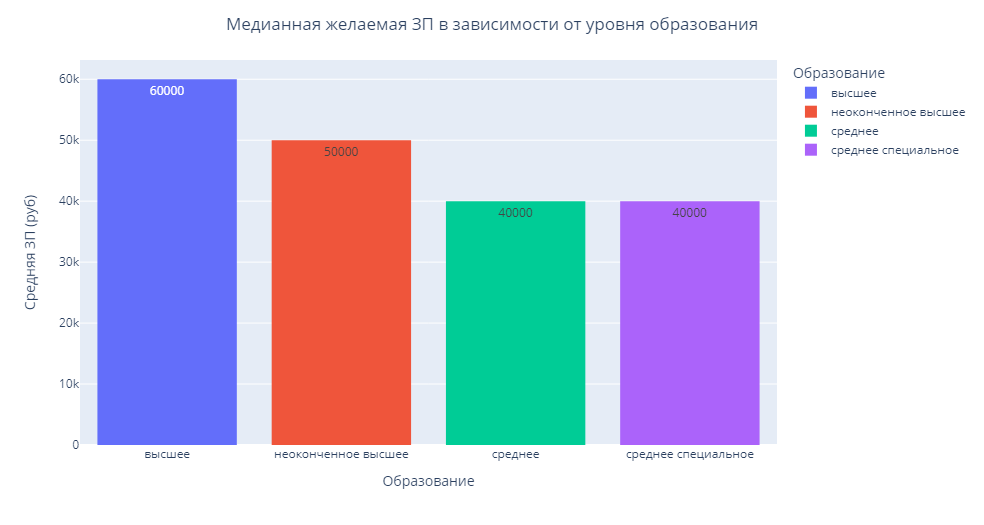 Медианная желаемая ЗП в зависимости от уровня образования
Средняя ЗП (руб)
60k
50k
40k
30k
20k
10k
0
60000
50000
40000
40000
высшее
неоконченное высшее
среднее
среднее специальное
Образование
Образование
высшее
неоконченное высшее
среднее
среднее специальное